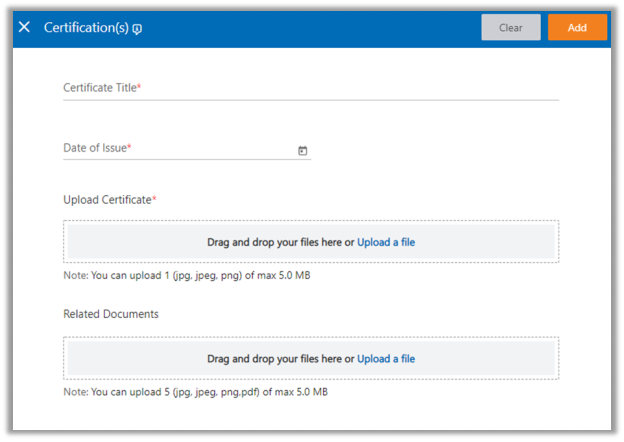 Certification(s)
Clear
Add
Certificate Title*
Date of Issue*
Upload Certificate*
Drag and drop your files here or Upload a file
Note: You can upload 1 (jpg, jpeg, png) of max 5.0 MB
Related Documents
Drag and drop your files here or Upload a file
Note: You can upload 5 (jpg, jpeg, png,pdf) of max 5.0 MB